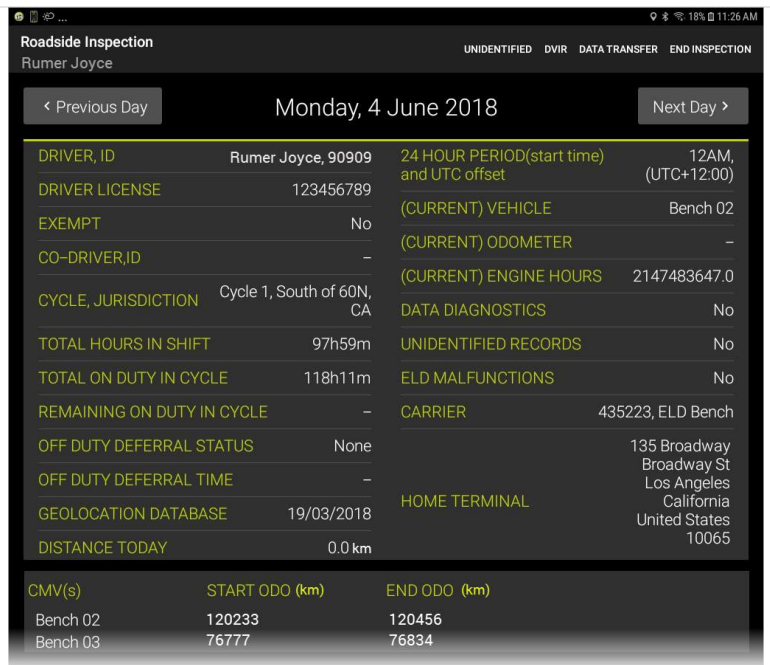 18% 11:26 AM
Roadside Inspection
Rumer Joyce
UNIDENTIFIED DVIR DATA TRANSFER END INSPECTION
< Previous Day
Monday, 4 June 2018
Next Day >
DRIVER, ID Rumer Joyce, 90909
DRIVER LICENSE 123456789
EXEMPT No
CO-DRIVER,ID –
CYCLE, JURISDICTION Cycle 1, South of 60N,
CA
TOTAL HOURS IN SHIFT 97h59m
TOTAL ON DUTY IN CYCLE 118h11m
REMAINING ON DUTY IN CYCLE –
OFF DUTY DEFERRAL STATUS None
OFF DUTY DEFERRAL TIME –
GEOLOCATION DATABASE 19/03/2018
DISTANCE TODAY 0.0 km
24 HOUR PERIOD(start time) 12AM,
and UTC offset (UTC+12:00)
(CURRENT) VEHICLE Bench 02
(CURRENT) ODOMETER –
(CURRENT) ENGINE HOURS 2147483647.0
DATA DIAGNOSTICS No
UNIDENTIFIED RECORDS No
ELD MALFUNCTIONS No
CARRIER 435223, ELD Bench
HOME TERMINAL
135 Broadway
Broadway St
Los Angeles
California
United States
10065
CMV(s) START ODO (km) END ODO (km)
Bench 02 120233 120456
Bench 03 76777 76834